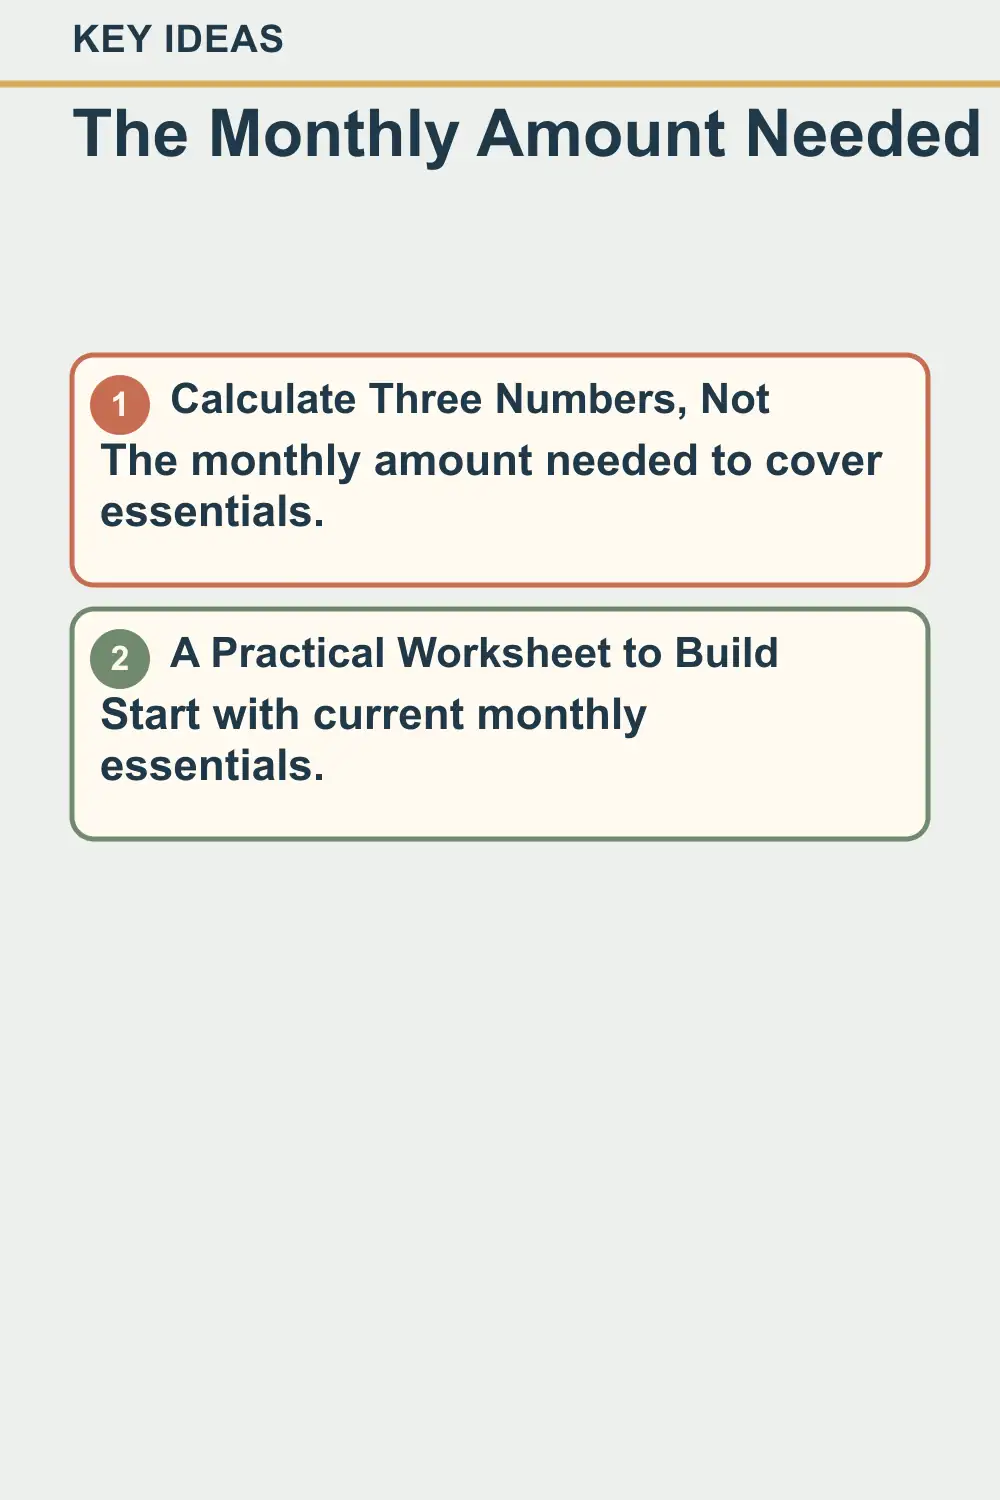 KEY IDEAS
The Monthly Amount Needed
1 Calculate Three Numbers, Not
The monthly amount needed to cover
essentials.
2 A Practical Worksheet to Build
Start with current monthly
essentials.